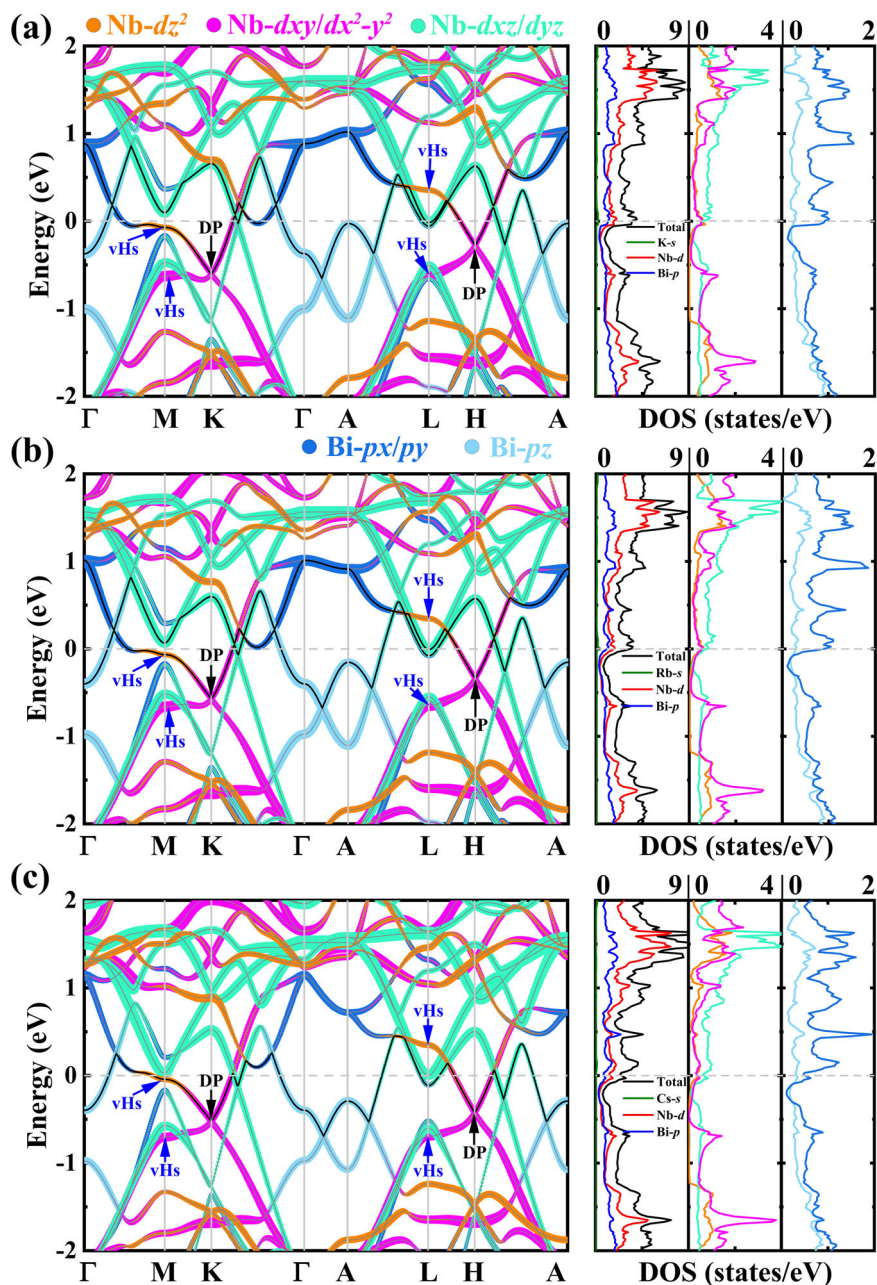 (a)
Nb-dz² Nb-dxy/dx²-y² Nb-dxz/dyz
0 9 0 4 0 2
2
1
0
-1
-2
Energy (eV)
vHs
DP
vHs
vHs
vHs
DP
Total
K-s
Nb-d
Bi-p
Γ M K Γ A L H A
DOS (states/eV)
(b)
Bi-px/py Bi-pz
0 9 0 4 0 2
2
1
0
-1
-2
Energy (eV)
vHs
DP
vHs
vHs
vHs
DP
Total
Rb-s
Nb-d
Bi-p
Γ M K Γ A L H A
DOS (states/eV)
(c)
0 9 0 4 0 2
2
1
0
-1
-2
Energy (eV)
vHs
DP
vHs
vHs
vHs
DP
Total
Cs-s
Nb-d
Bi-p
Γ M K Γ A L H A
DOS (states/eV)